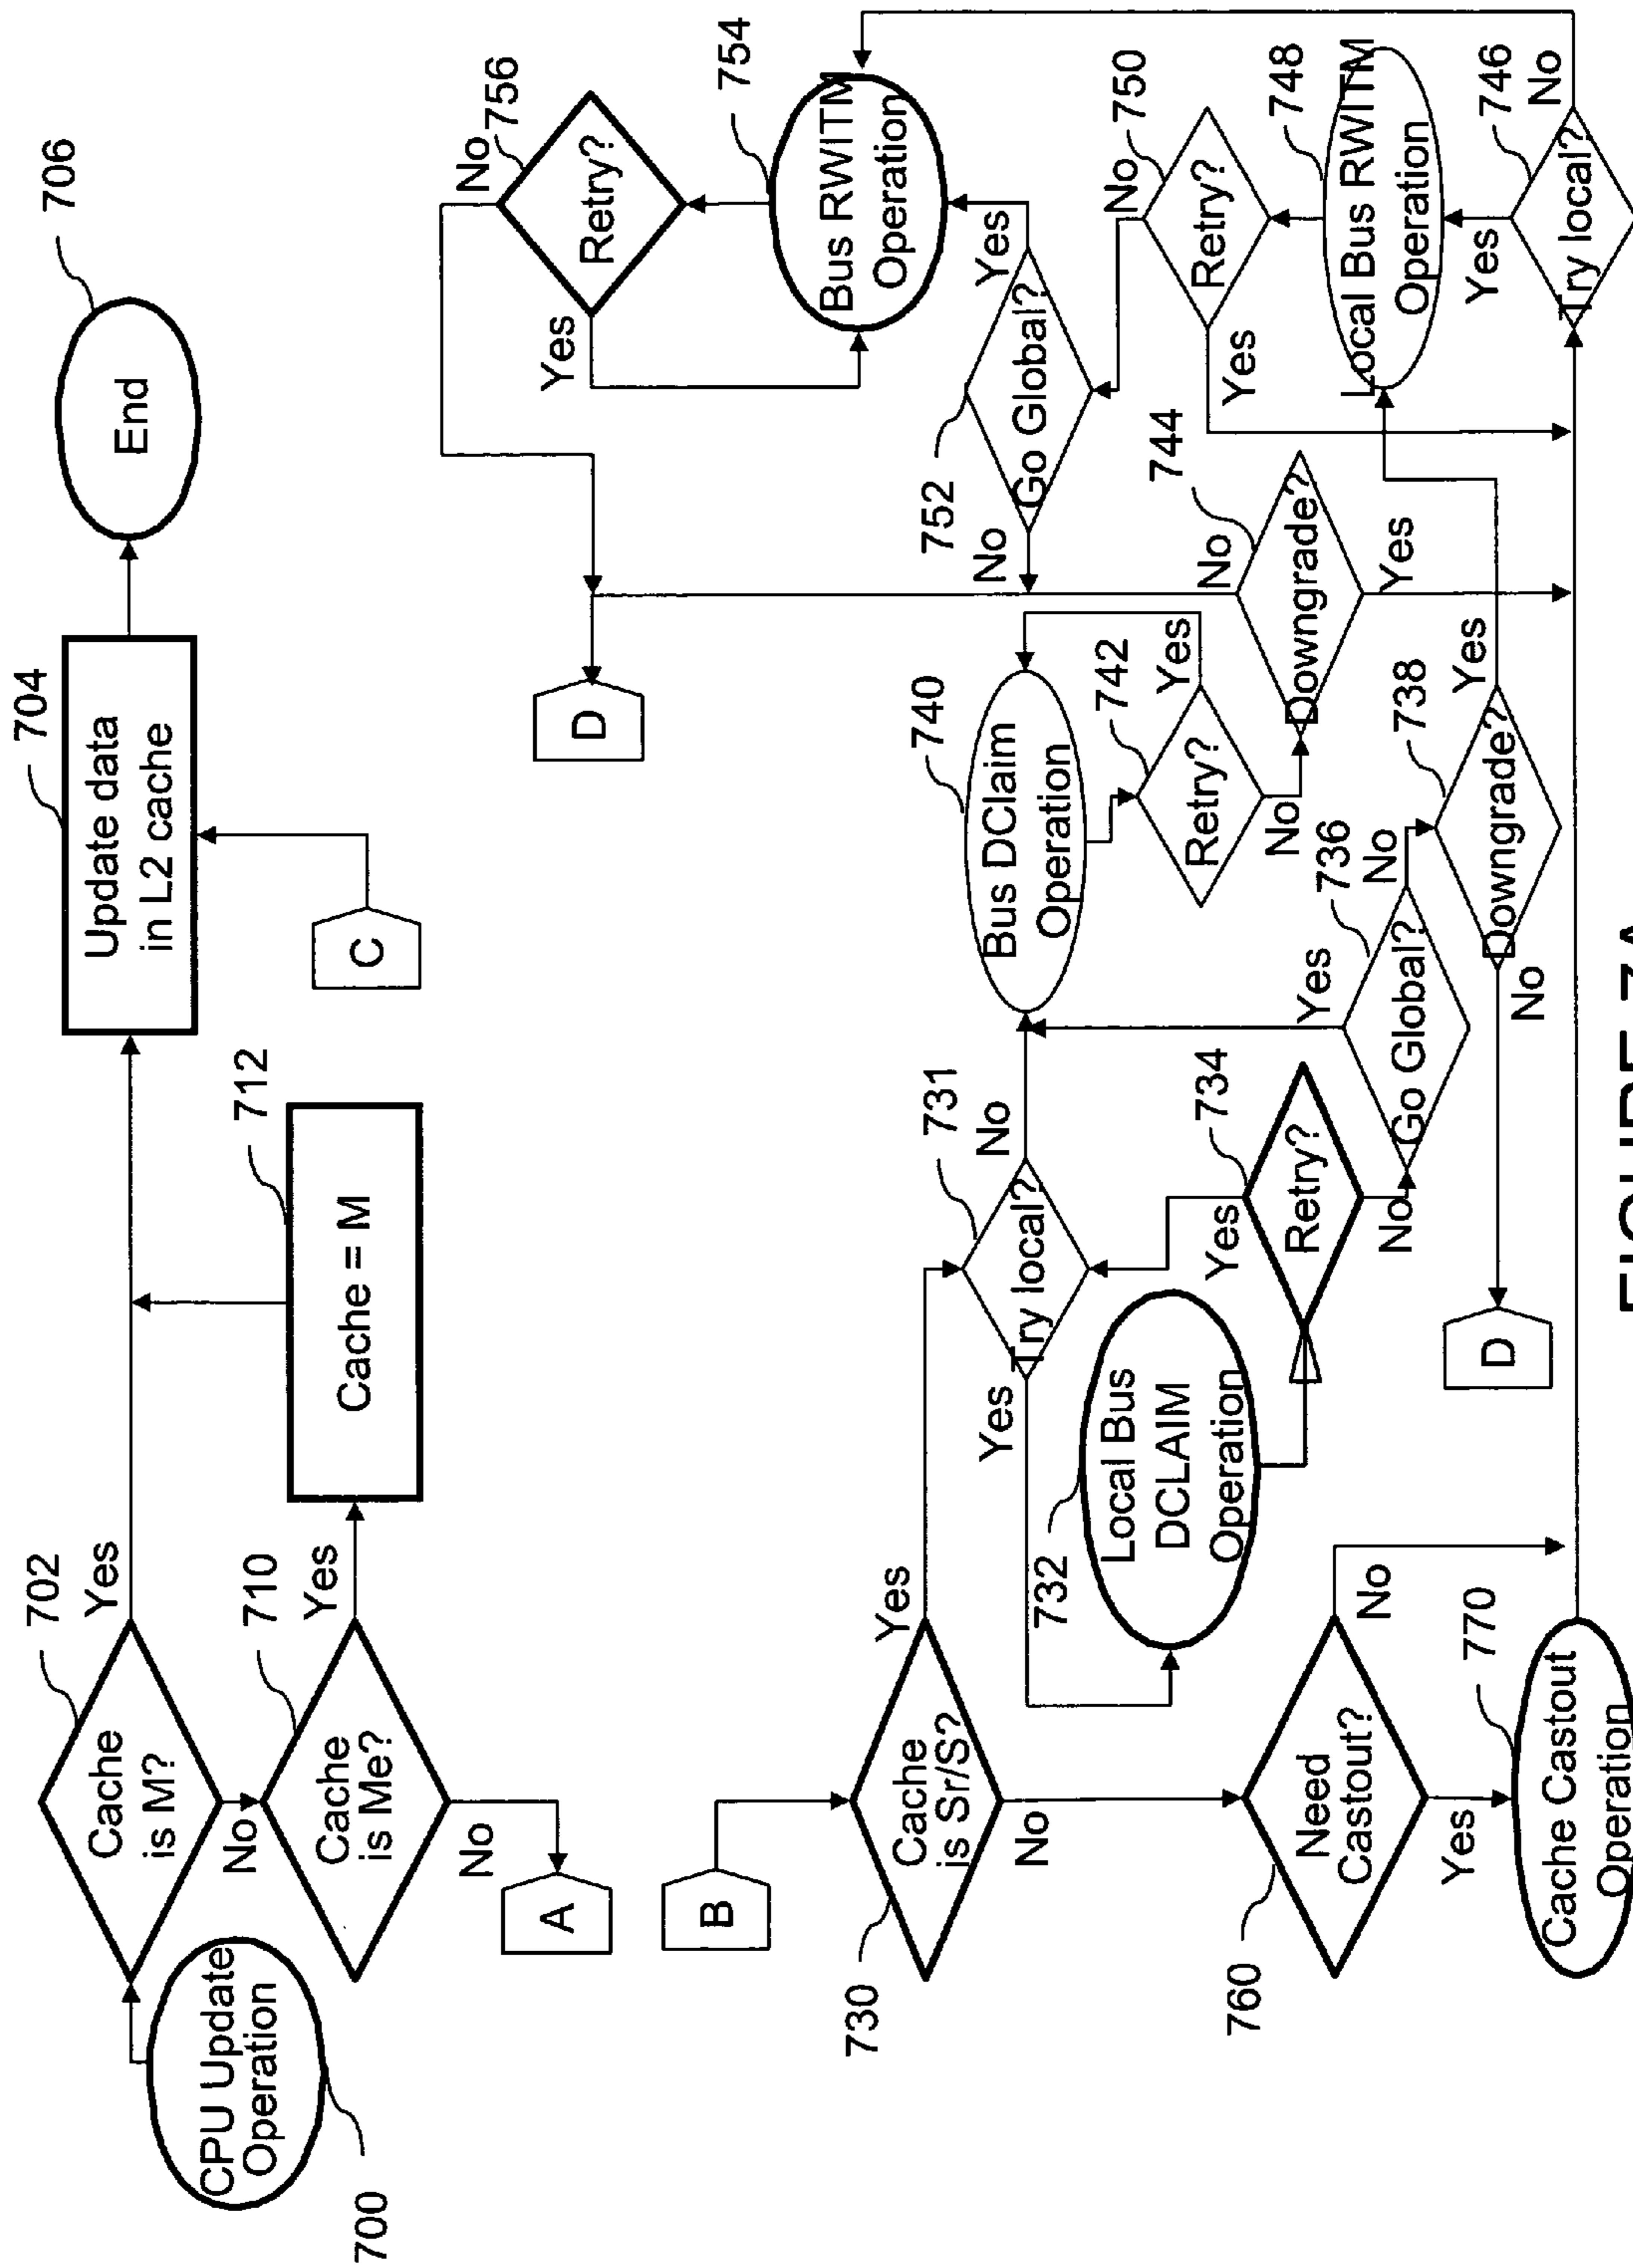 700
CPU Update
Operation
702
Cache
is M?
Yes
No
704
Update data
in L2 cache
706
End
710
Cache
is Me?
Yes
No
712
Cache = M
A
C
B
730
Cache
is Sr/S?
Yes
No
731
Try local?
No
Yes
732
Local Bus
DCLAIM
Operation
734
Retry?
Yes
No
736
Go Global?
Yes
No
738
Downgrade?
Yes
No
D
740
Bus DClaim
Operation
742
Retry?
Yes
No
744
Downgrade?
No
Yes
D
746
Try local?
No
Yes
748
Local Bus RWITM
Operation
750
Retry?
No
Yes
752
Go Global?
Yes
No
754
Bus RWITM
Operation
756
Retry?
No
Yes
760
Need
Castout?
No
Yes
770
Cache Castout
Operation
FIGURE 7A